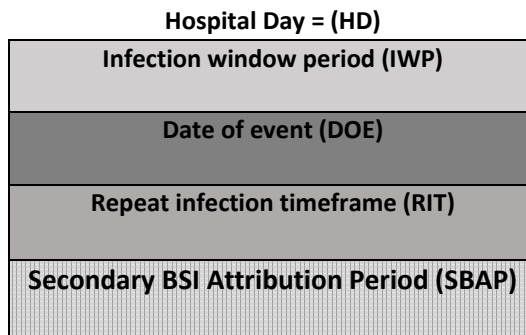 Hospital Day = (HD)
Infection window period (IWP)
Date of event (DOE)
Repeat infection timeframe (RIT)
Secondary BSI Attribution Period (SBAP)